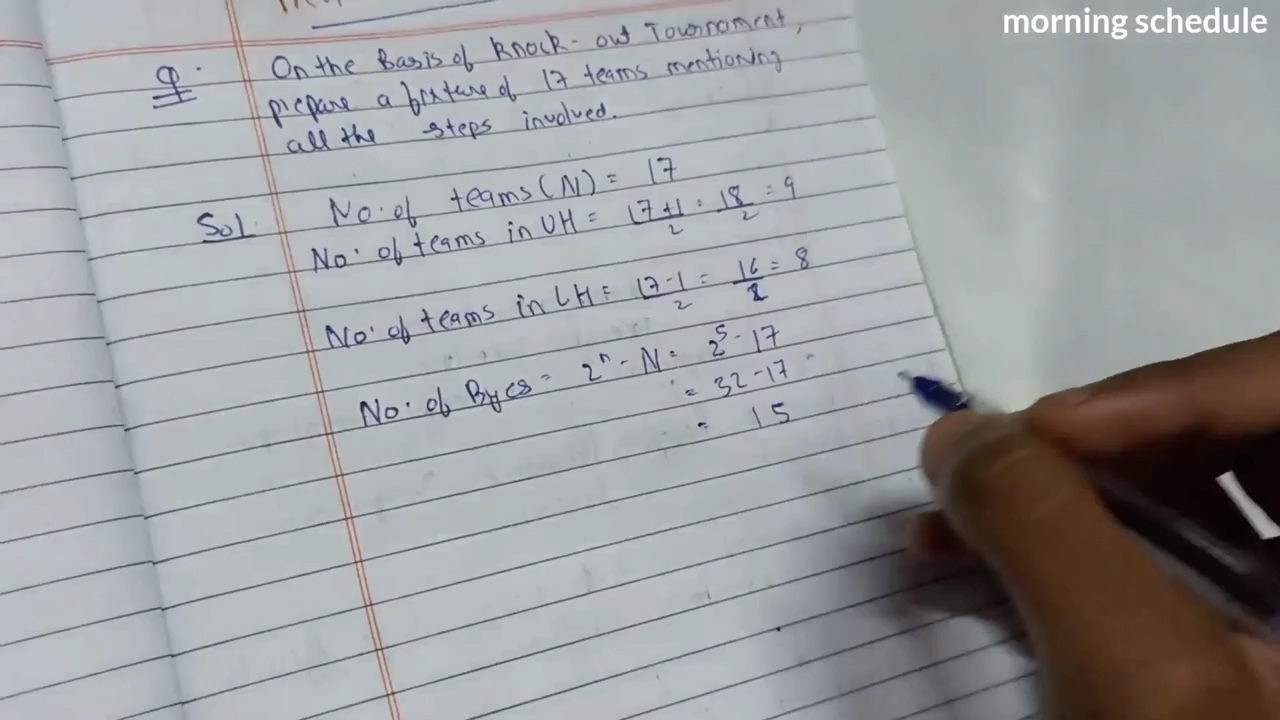 morning schedule
Q. On the Basis of knock-out Tournament,
prepare a fixture of 17 teams mentioning
all the steps involved.
Sol. No. of teams (N) = 17
No. of teams in UH = 17+1/2 = 18/2 = 9
No. of teams in LH = 17-1/2 = 16/2 = 8
No. of Byes = 2ⁿ - N = 2⁵ - 17
= 32 - 17
= 15